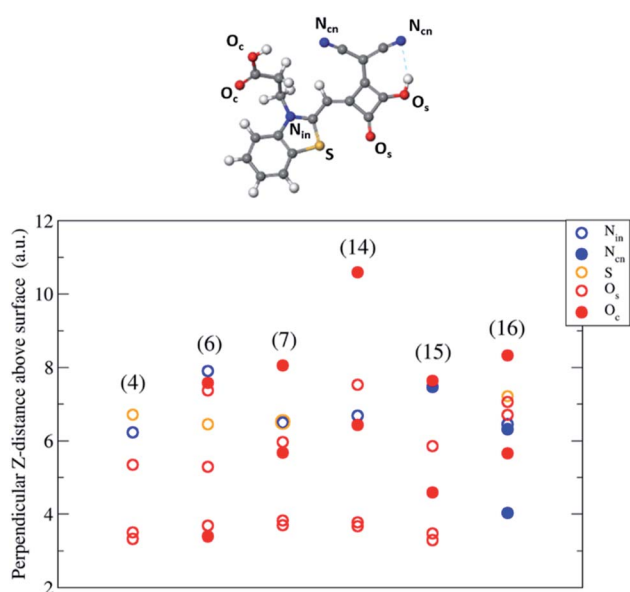 N_cn N_cn
O_c
O_c
N_in
S
O_s
O_s
Perpendicular Z-distance above surface (a.u.)
12
10
8
6
4
2
(4)
(6)
(7)
(14)
(15)
(16)
N_in
N_cn
S
O_s
O_c